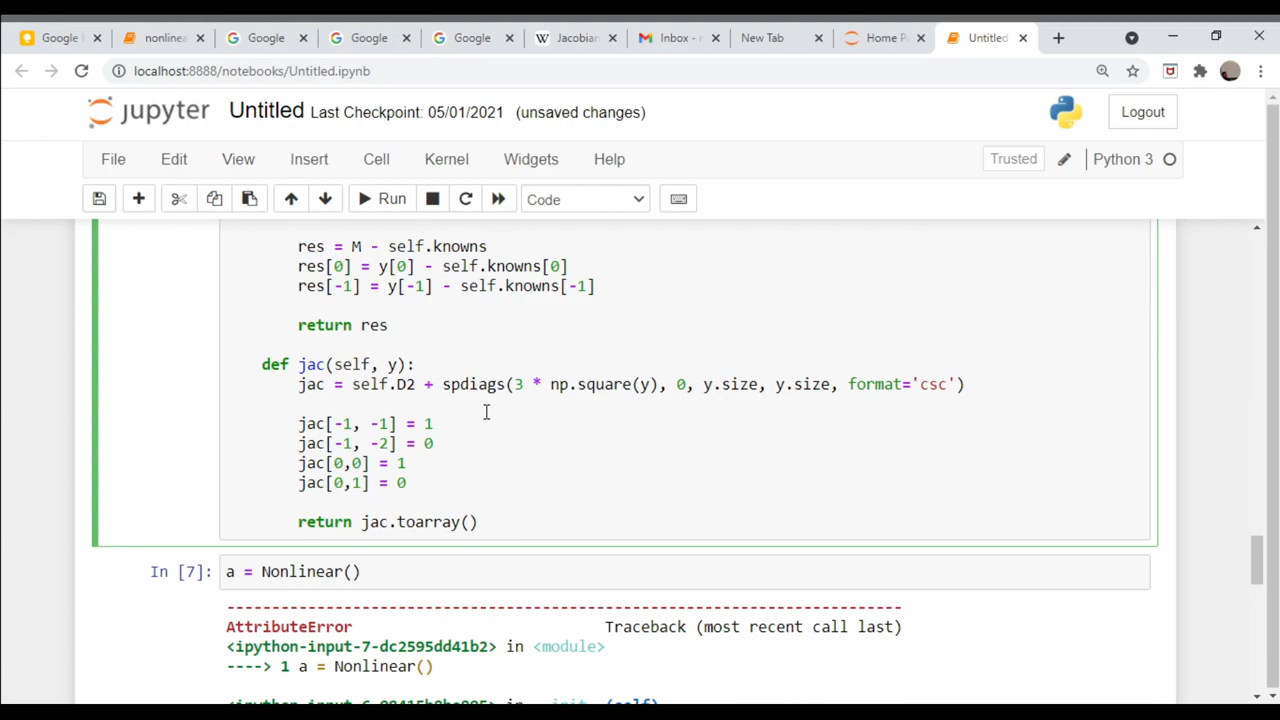 Google
nonlinea
Google
Google
Google
Jacobian
Inbox - r
New Tab
Home P
Untitled
localhost:8888/notebooks/Untitled.ipynb
jupyter Untitled Last Checkpoint: 05/01/2021 (unsaved changes)
Logout
File Edit View Insert Cell Kernel Widgets Help
Trusted Python 3
Run Code
res = M - self.knowns
res[0] = y[0] - self.knowns[0]
res[-1] = y[-1] - self.knowns[-1]
return res
def jac(self, y):
jac = self.D2 + spdiags(3 * np.square(y), 0, y.size, y.size, format='csc')
jac[-1, -1] = 1
jac[-1, -2] = 0
jac[0,0] = 1
jac[0,1] = 0
return jac.toarray()
In [7]: a = Nonlinear()
---------------------------------------------------------------------------
AttributeError Traceback (most recent call last)
<ipython-input-7-dc2595dd41b2> in <module>
----> 1 a = Nonlinear()